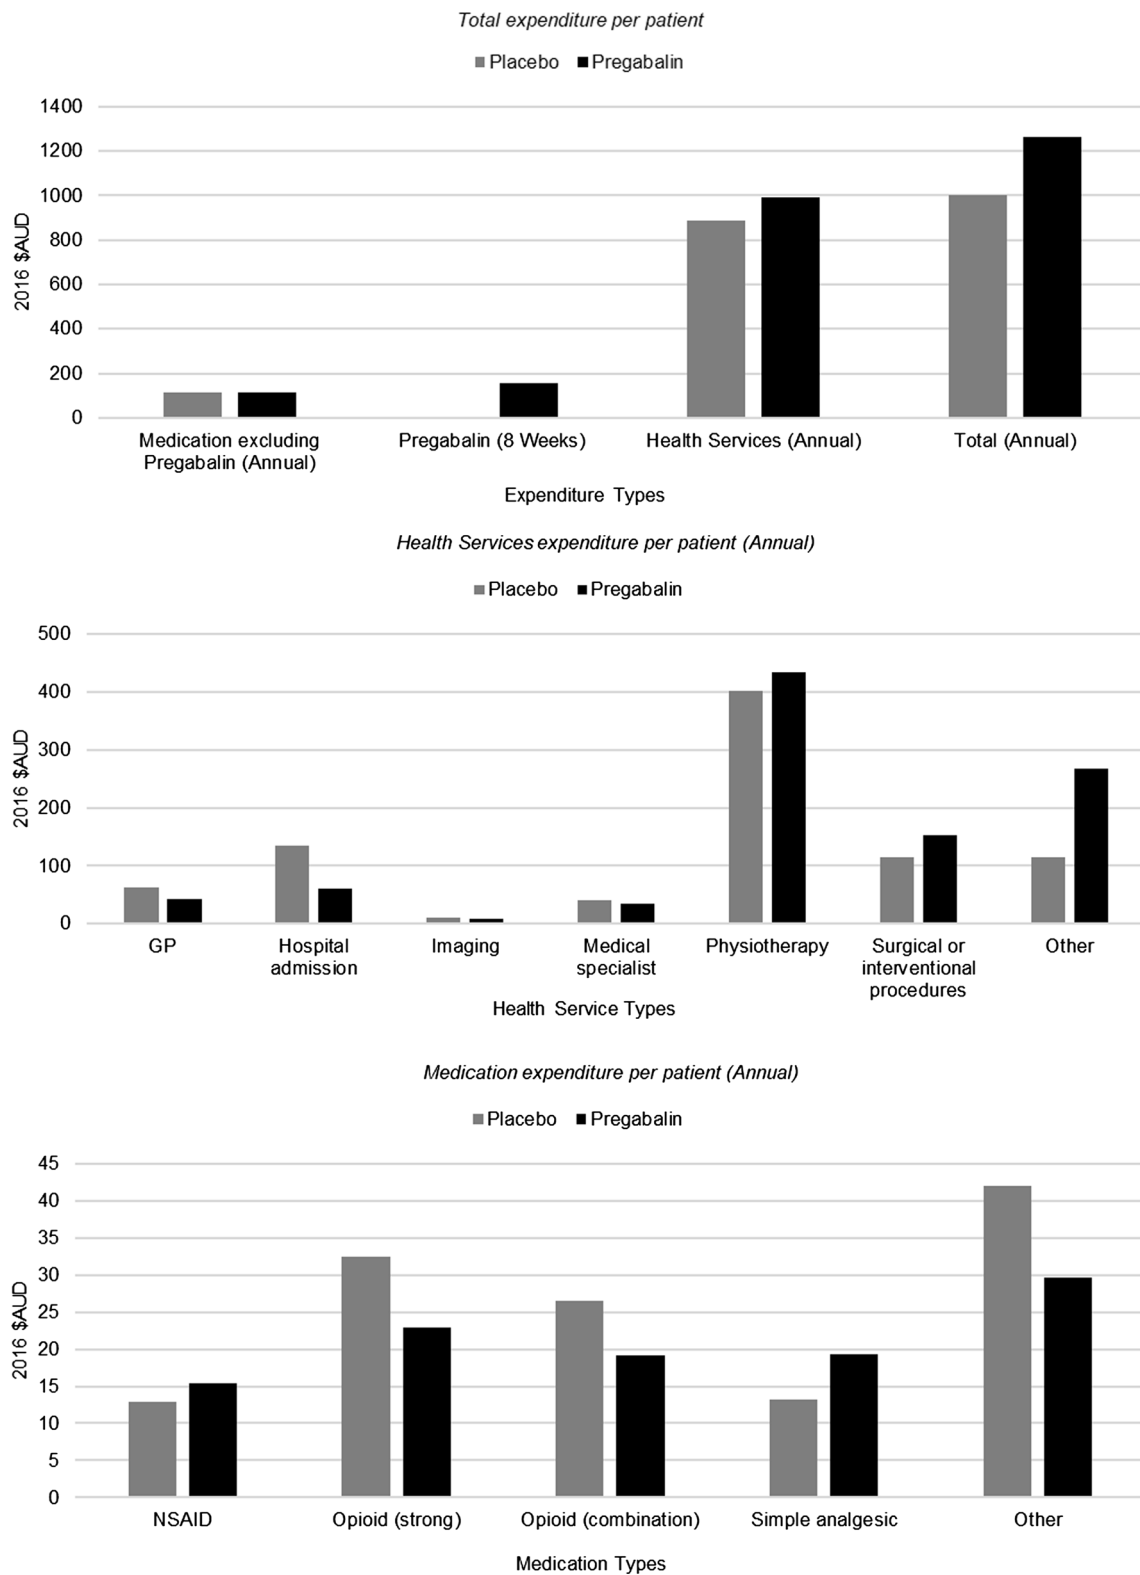 Total expenditure per patient
Placebo Pregabalin
1400
1200
1000
800
600
400
200
0
2016 $AUD
Medication excluding
Pregabalin (Annual)
Pregabalin (8 Weeks)
Health Services (Annual)
Total (Annual)
Expenditure Types
Health Services expenditure per patient (Annual)
Placebo Pregabalin
500
400
300
200
100
0
2016 $AUD
GP
Hospital
admission
Imaging
Medical
specialist
Physiotherapy
Surgical or
interventional
procedures
Other
Health Service Types
Medication expenditure per patient (Annual)
Placebo Pregabalin
45
40
35
30
25
20
15
10
5
0
2016 $AUD
NSAID
Opioid (strong)
Opioid (combination)
Simple analgesic
Other
Medication Types